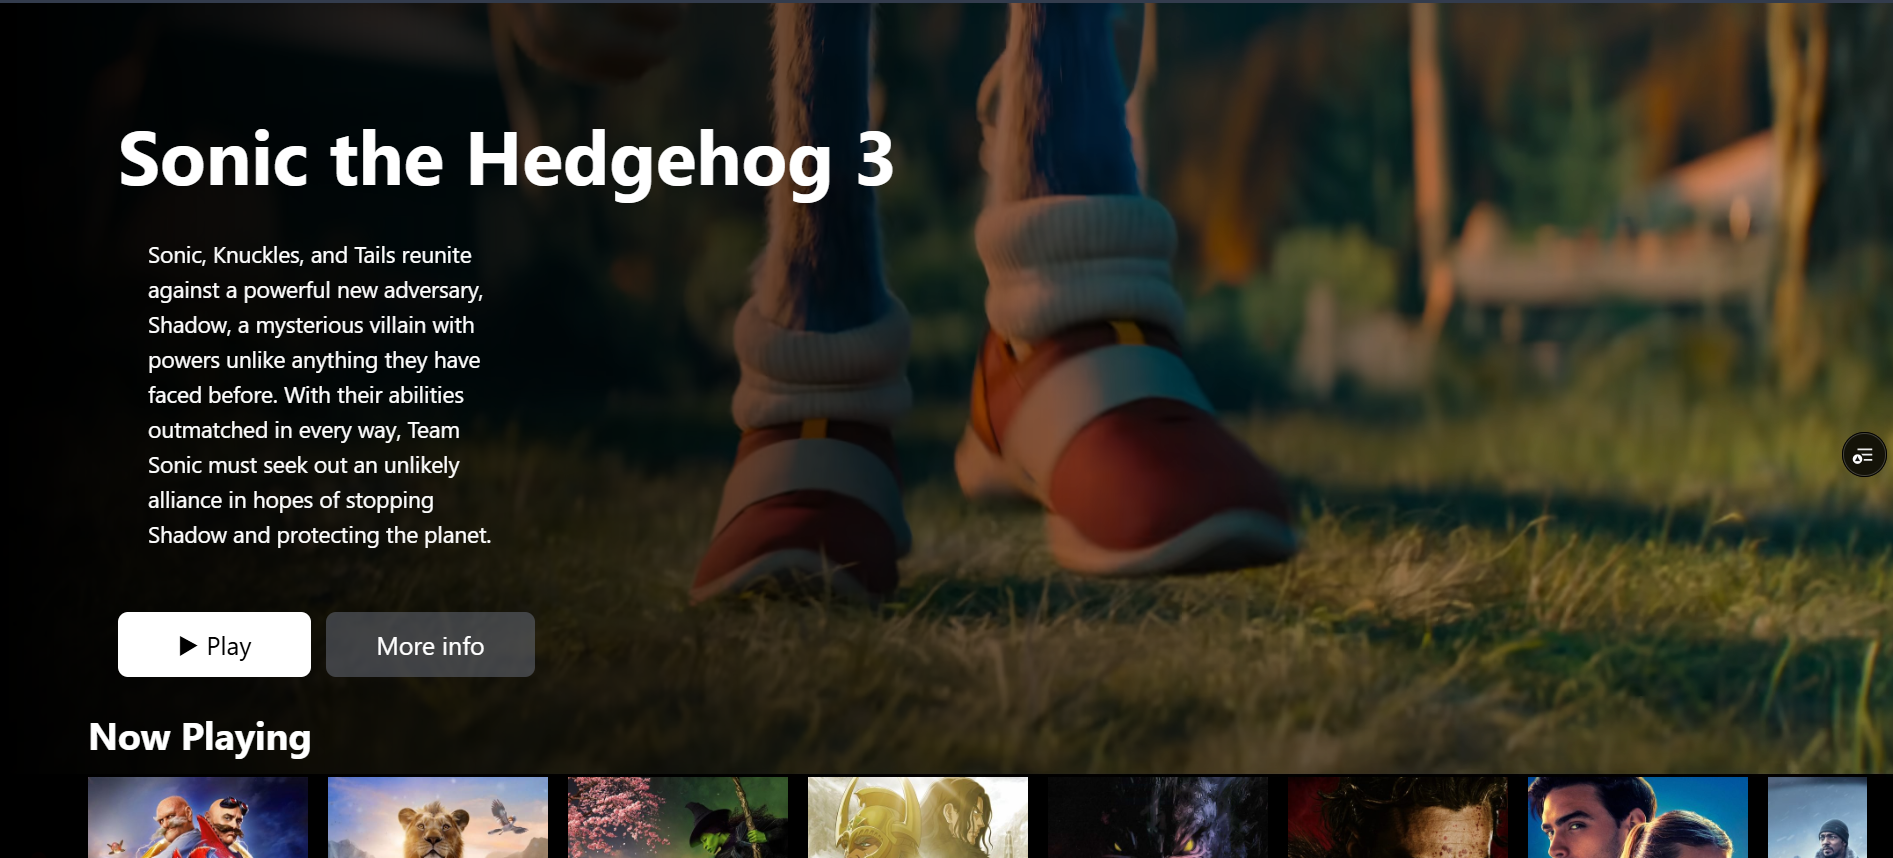 Sonic the Hedgehog 3
Sonic, Knuckles, and Tails reunite
against a powerful new adversary,
Shadow, a mysterious villain with
powers unlike anything they have
faced before. With their abilities
outmatched in every way, Team
Sonic must seek out an unlikely
alliance in hopes of stopping
Shadow and protecting the planet.
Play
More info
Now Playing